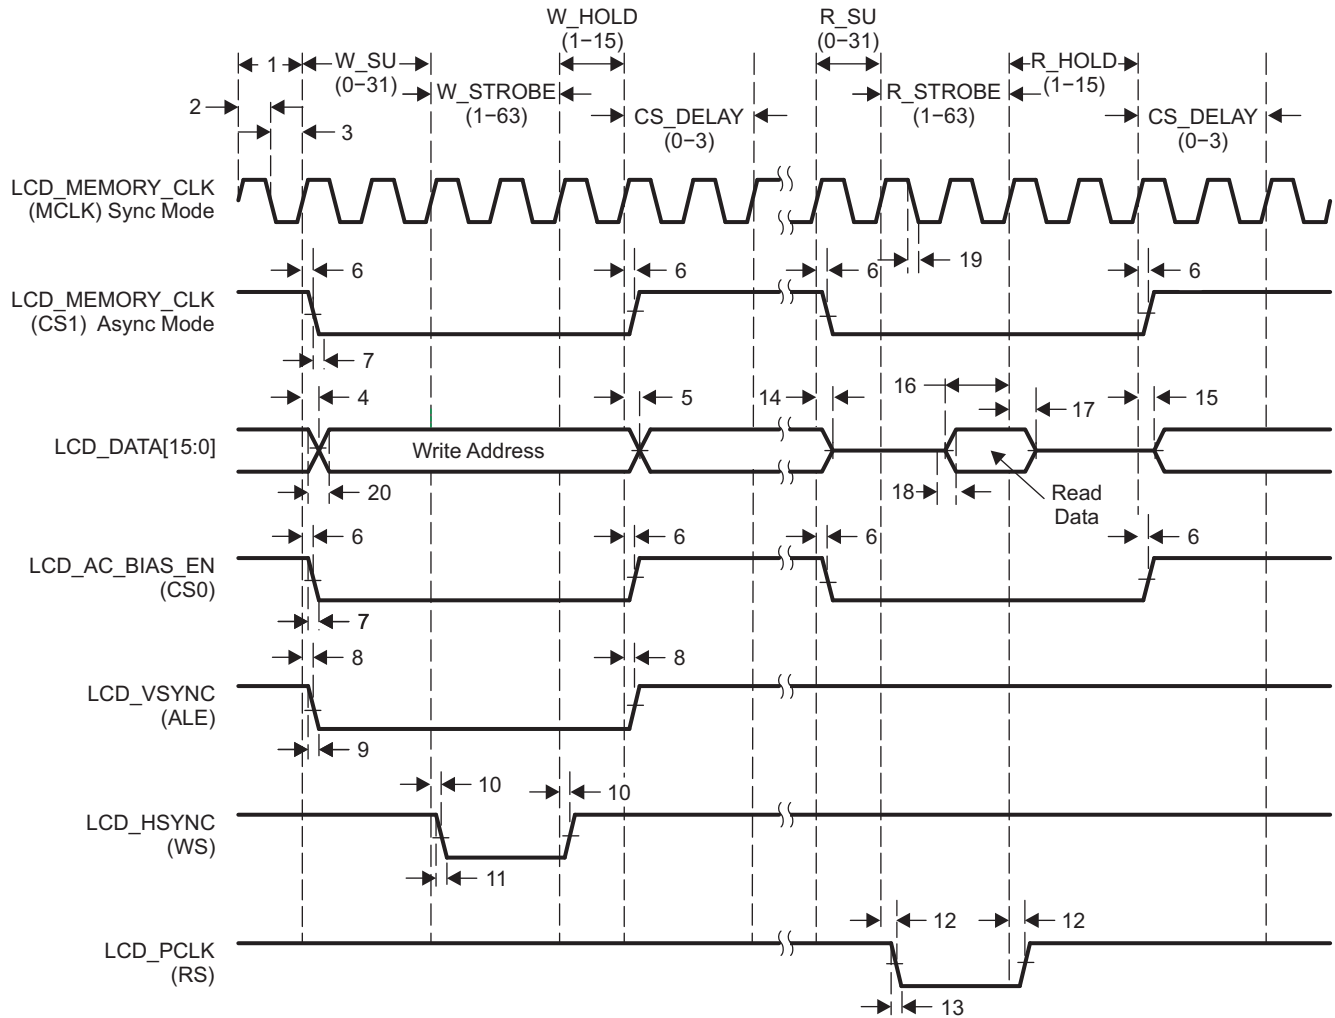 W_HOLD
(1−15)
R_SU
(0−31)
1
W_SU
(0−31)
R_HOLD
(1−15)
2
W_STROBE
(1−63)
R_STROBE
(1−63)
3
CS_DELAY
(0−3)
CS_DELAY
(0−3)
LCD_MEMORY_CLK
(MCLK) Sync Mode
19
6
6
6
6
LCD_MEMORY_CLK
(CS1) Async Mode
7
16
4
5
14
17
15
LCD_DATA[15:0]
Write Address
20
18
Read
Data
6
6
6
6
LCD_AC_BIAS_EN
(CS0)
7
8
8
LCD_VSYNC
(ALE)
9
10
10
LCD_HSYNC
(WS)
11
12
12
LCD_PCLK
(RS)
13